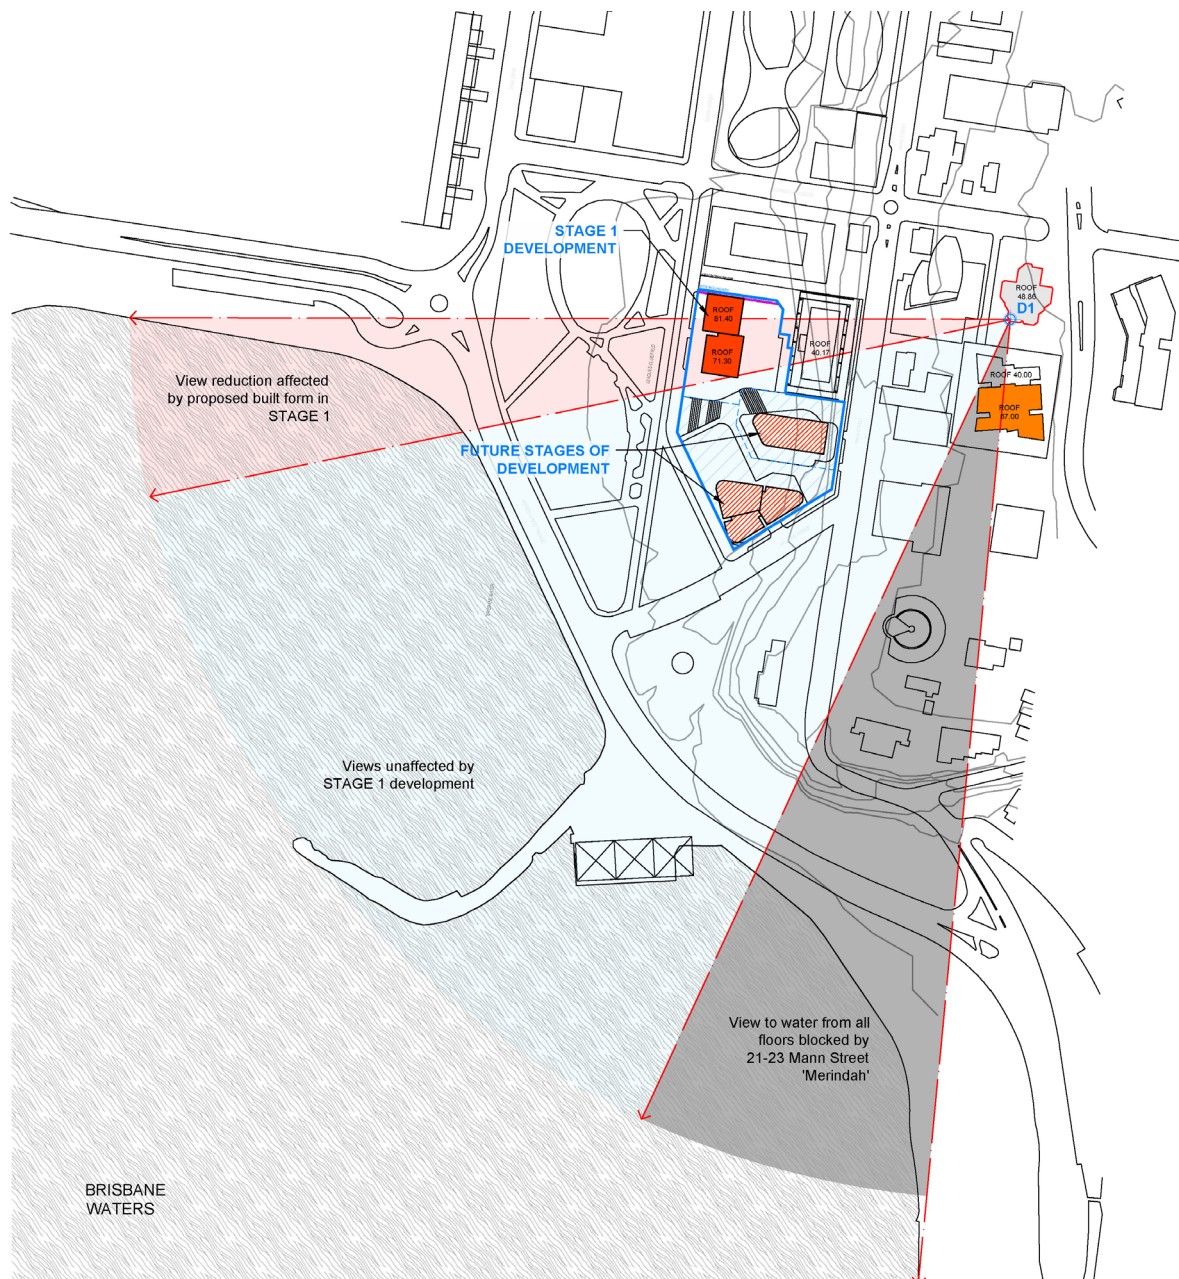 STAGE 1
DEVELOPMENT
ROOF
48.86
D1
ROOF
81.40
ROOF
71.30
ROOF
40.17
View reduction affected
by proposed built form in
STAGE 1
ROOF 40.00
ROOF
67.00
FUTURE STAGES OF
DEVELOPMENT
Views unaffected by
STAGE 1 development
View to water from all
floors blocked by
21-23 Mann Street
'Merindah'
BRISBANE
WATERS